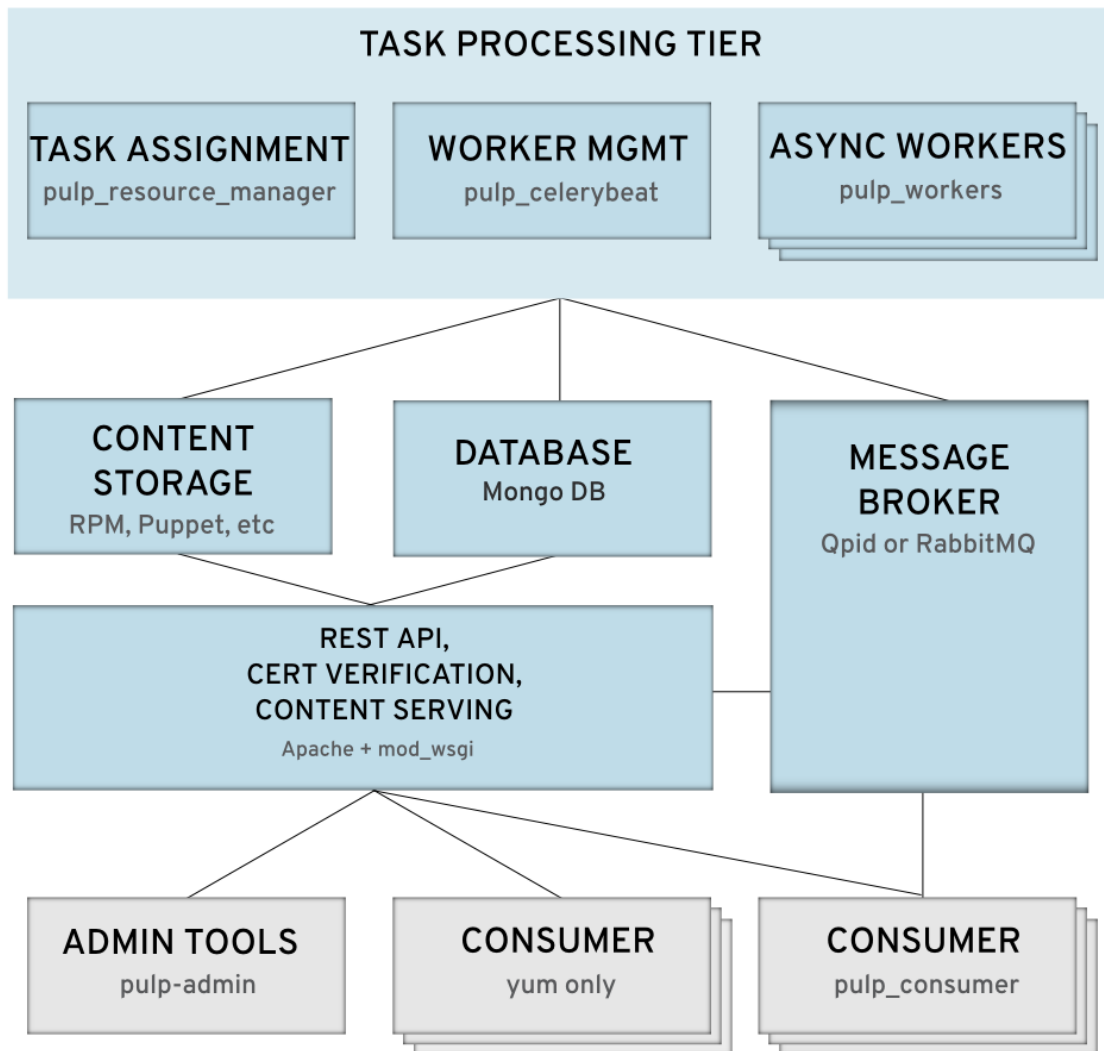 TASK PROCESSING TIER
TASK ASSIGNMENT
pulp_resource_manager
WORKER MGMT
pulp_celerybeat
ASYNC WORKERS
pulp_workers
CONTENT
STORAGE
RPM, Puppet, etc
DATABASE
Mongo DB
MESSAGE
BROKER
Qpid or RabbitMQ
REST API,
CERT VERIFICATION,
CONTENT SERVING
Apache + mod_wsgi
ADMIN TOOLS
pulp-admin
CONSUMER
yum only
CONSUMER
pulp_consumer